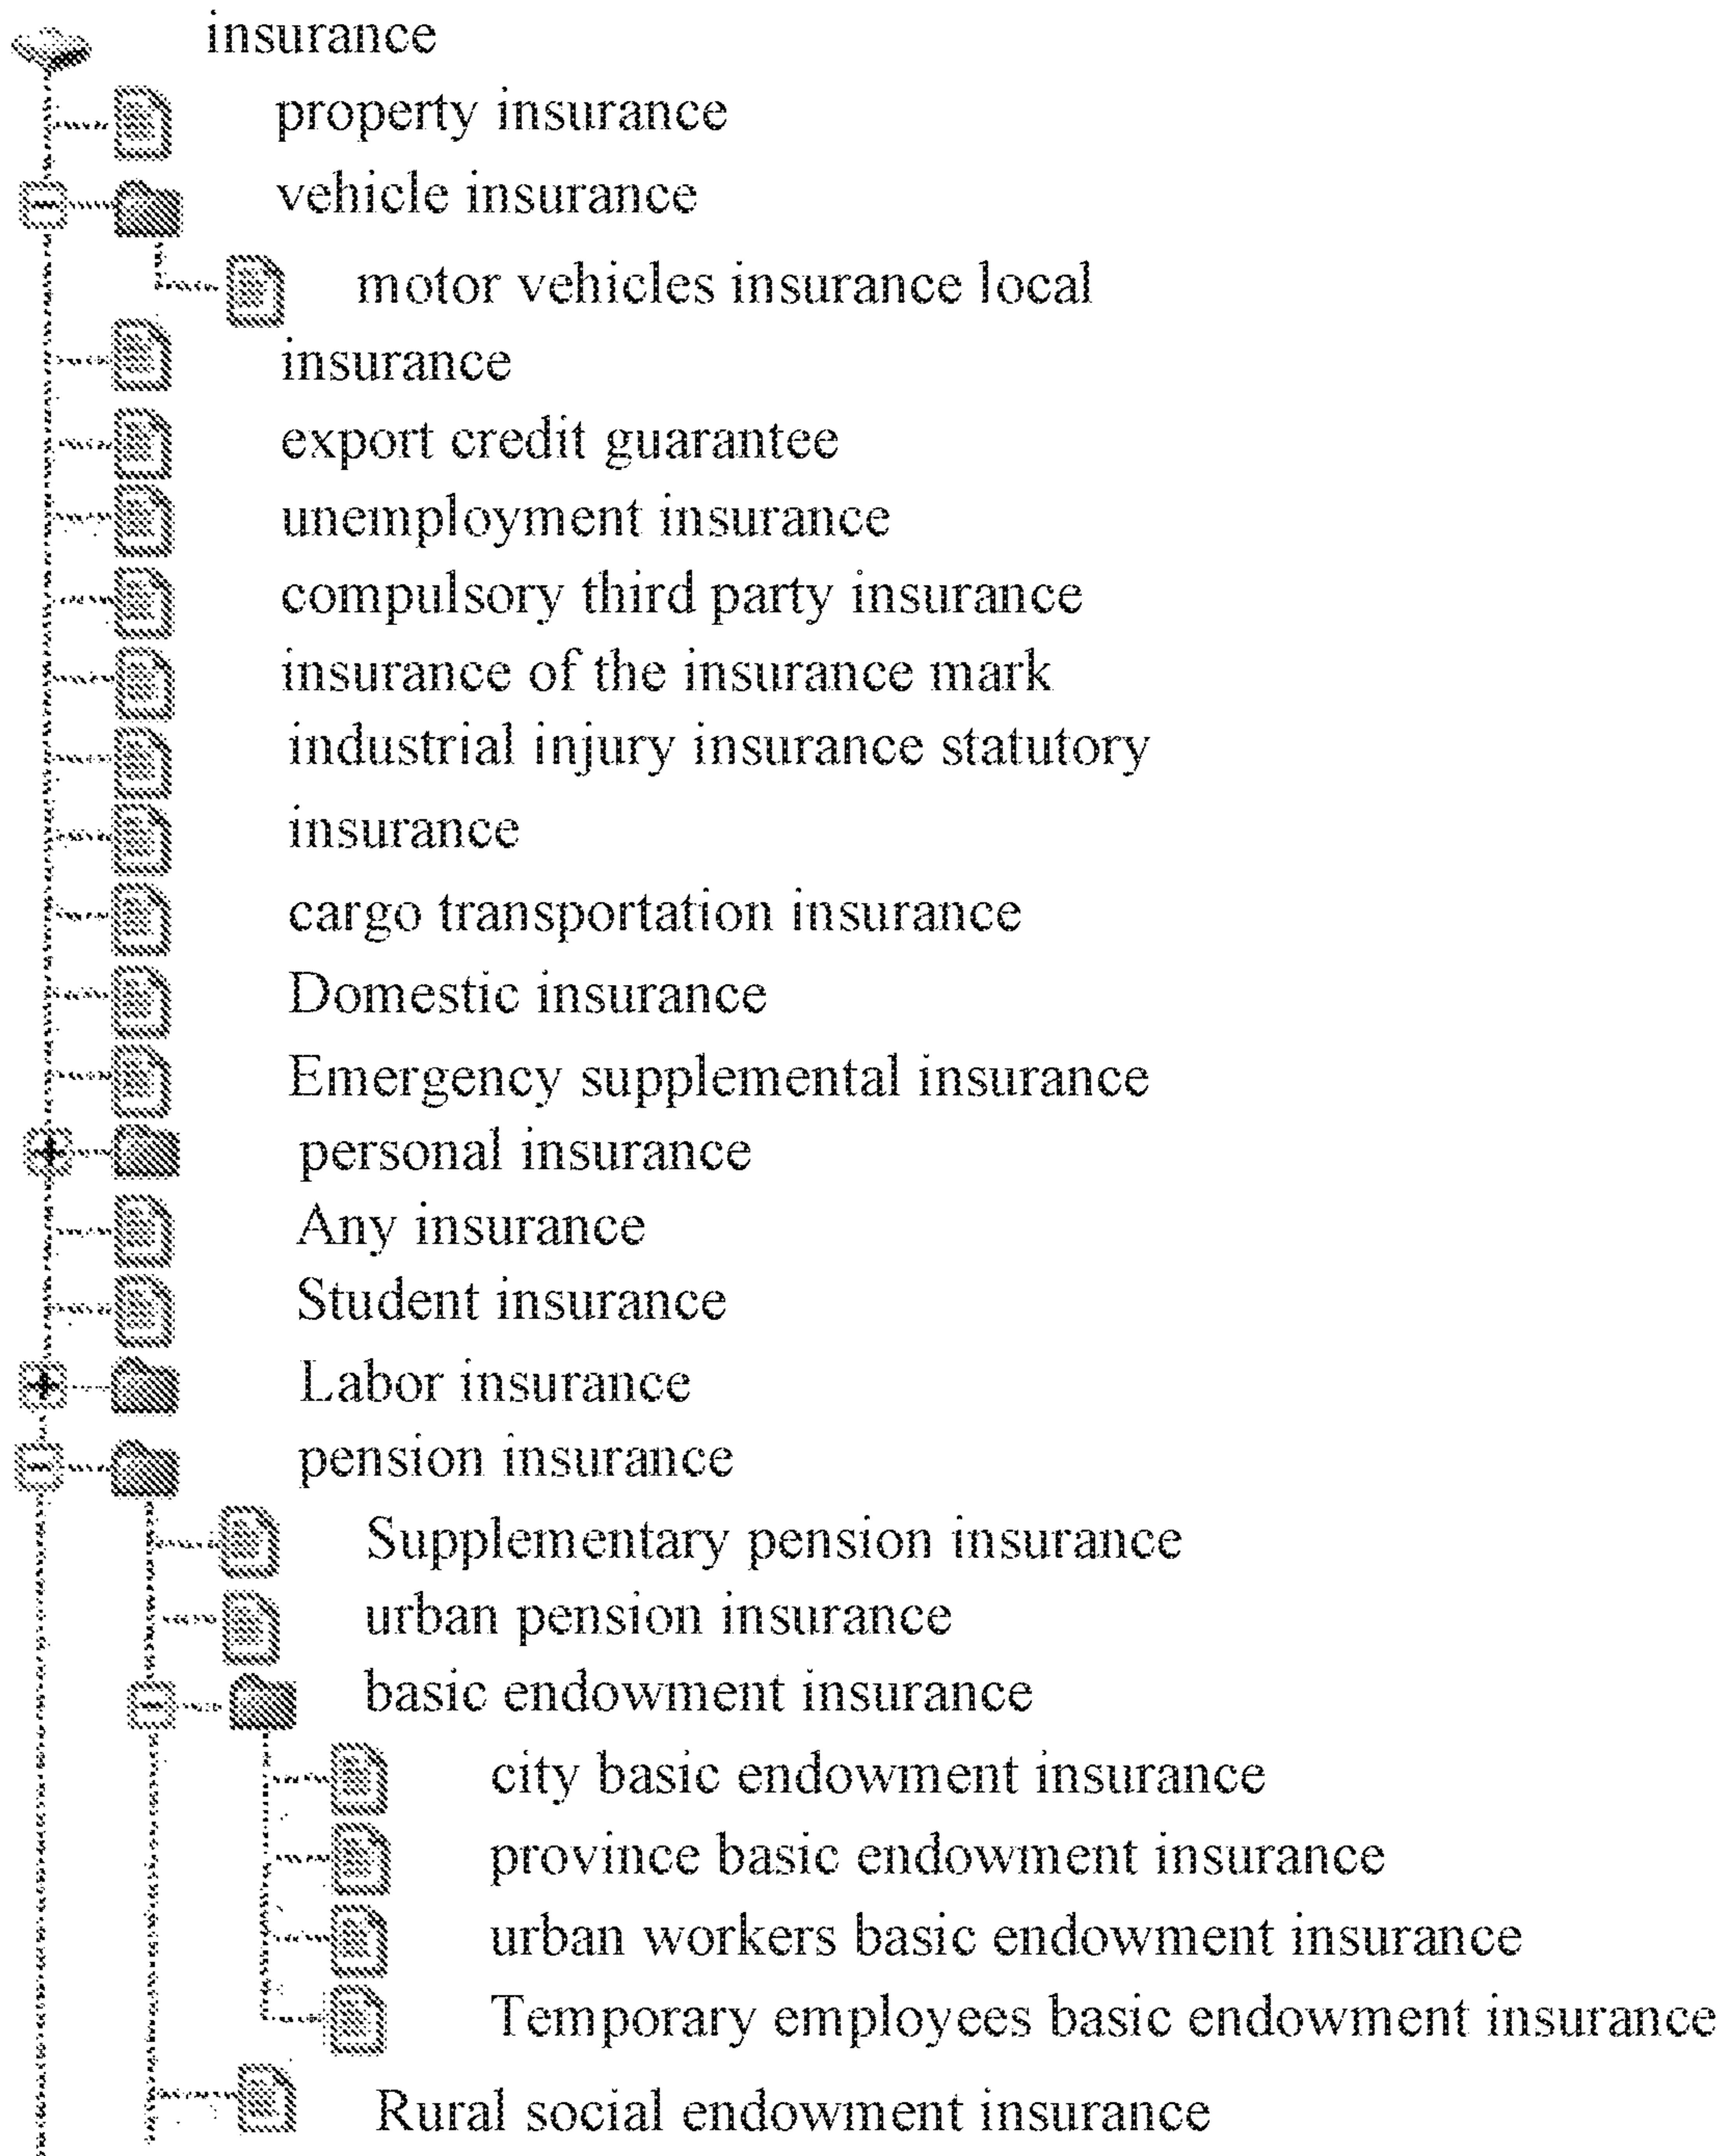 insurance
property insurance
vehicle insurance
motor vehicles insurance local
insurance
export credit guarantee
unemployment insurance
compulsory third party insurance
insurance of the insurance mark
industrial injury insurance statutory
insurance
cargo transportation insurance
Domestic insurance
Emergency supplemental insurance
personal insurance
Any insurance
Student insurance
Labor insurance
pension insurance
Supplementary pension insurance
urban pension insurance
basic endowment insurance
city basic endowment insurance
province basic endowment insurance
urban workers basic endowment insurance
Temporary employees basic endowment insurance
Rural social endowment insurance